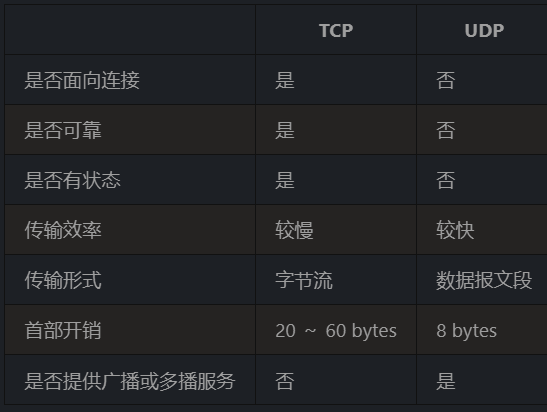 TCP UDP
是否面向连接 是 否
是否可靠 是 否
是否有状态 是 否
传输效率 较慢 较快
传输形式 字节流 数据报文段
首部开销 20 ~ 60 bytes 8 bytes
是否提供广播或多播服务 否 是